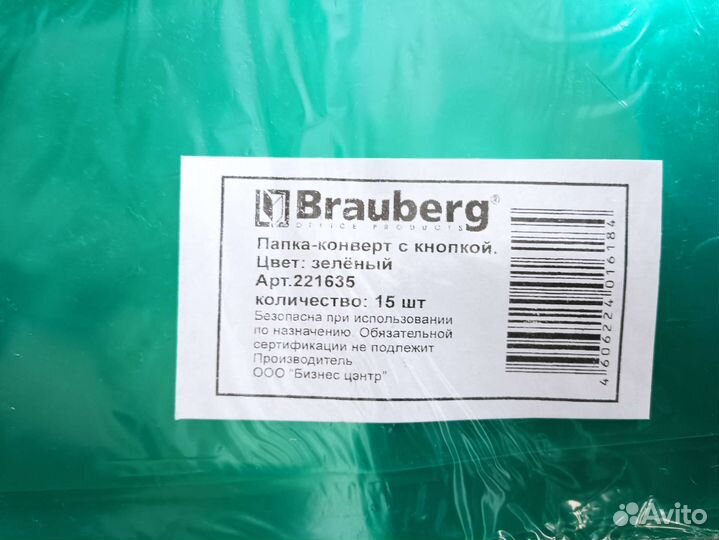 Brauberg®
OFFICE PRODUCTS
Папка-конверт с кнопкой.
Цвет: зелёный
Арт.221635
количество: 15 шт
Безопасна при использовании
по назначению. Обязательной
сертификации не подлежит
Производитель
ООО "Бизнес цэнтр"
4606224016184
Avito